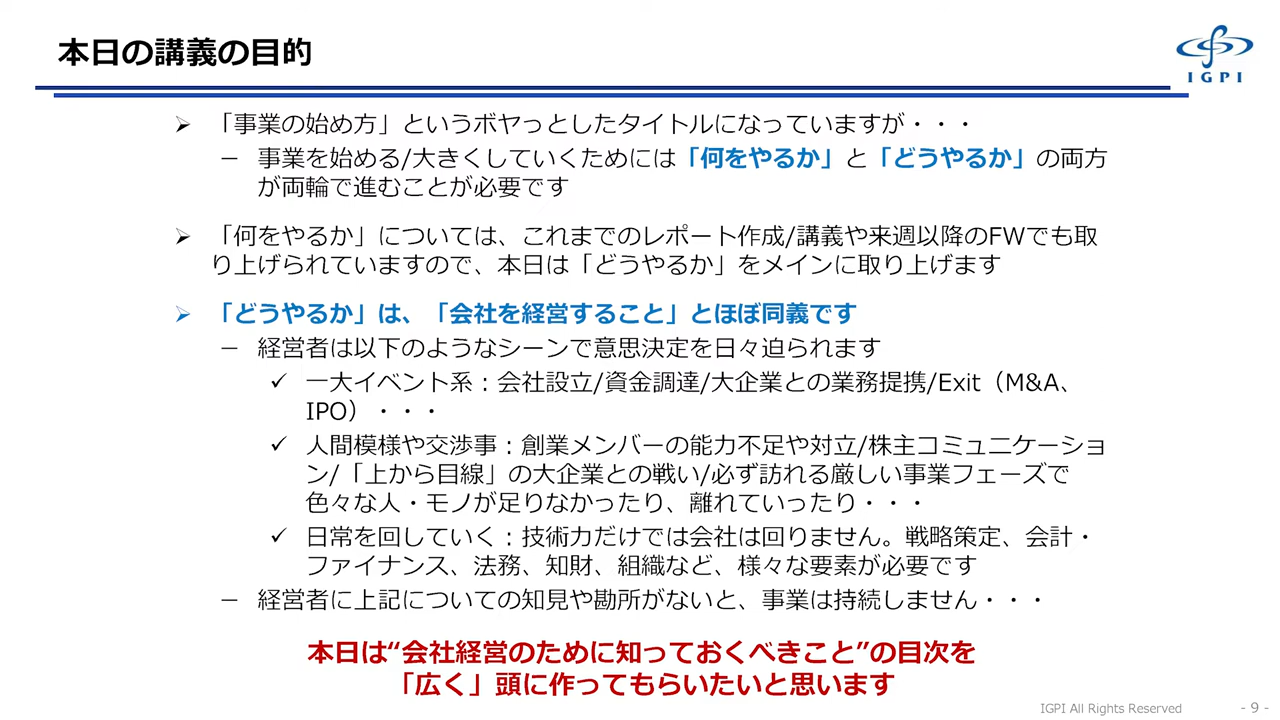 本日の講義の目的
IGPI
➢ 「事業の始め方」というボヤっとしたタイトルになっていますが・・・
– 事業を始める/大きくしていくためには「何をやるか」と「どうやるか」の両方
が両輪で進むことが必要です
➢ 「何をやるか」については、これまでのレポート作成/講義や来週以降のFWでも取
り上げられていますので、本日は「どうやるか」をメインに取り上げます
➢ 「どうやるか」は、「会社を経営すること」とほぼ同義です
– 経営者は以下のようなシーンで意思決定を日々迫られます
✓ 一大イベント系：会社設立/資金調達/大企業との業務提携/Exit（M&A、
IPO）・・・
✓ 人間模様や交渉事：創業メンバーの能力不足や対立/株主コミュニケーショ
ン/「上から目線」の大企業との戦い/必ず訪れる厳しい事業フェーズで
色々な人・モノが足りなかったり、離れていったり・・・
✓ 日常を回していく：技術力だけでは会社は回りません。戦略策定、会計・
ファイナンス、法務、知財、組織など、様々な要素が必要です
– 経営者に上記についての知見や勘所がないと、事業は持続しません・・・
本日は“会社経営のために知っておくべきこと”の目次を
「広く」頭に作ってもらいたいと思います
IGPI All Rights Reserved
- 9 -